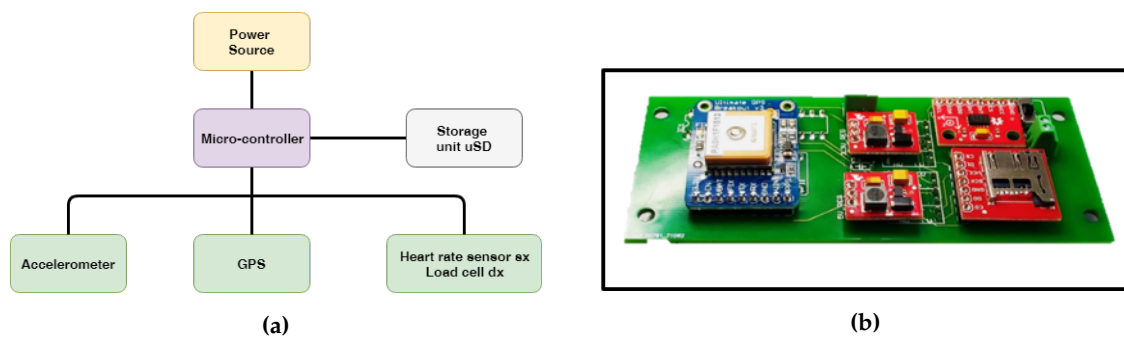 Power
Source
Micro-controller
Storage
unit uSD
Accelerometer
GPS
Heart rate sensor sx
Load cell dx
(a)
Ultimate GPS
Breakout v3
(b)